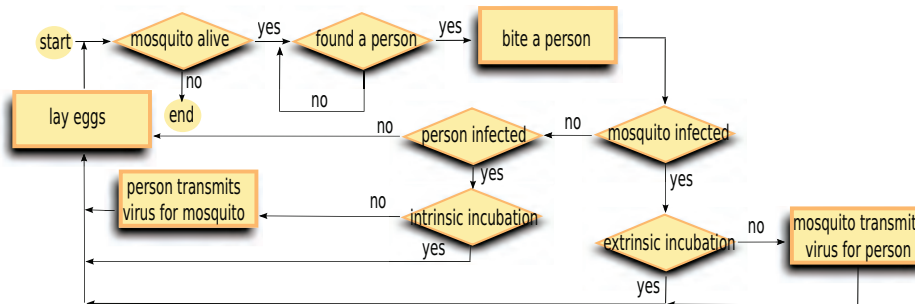 start
mosquito alive
yes
found a person
yes
bite a person
no
no
end
lay eggs
no
person infected
no
mosquito infected
yes
yes
person transmits
virus for mosquito
no
intrinsic incubation
yes
extrinsic incubation
no
mosquito transmit
virus for person
yes